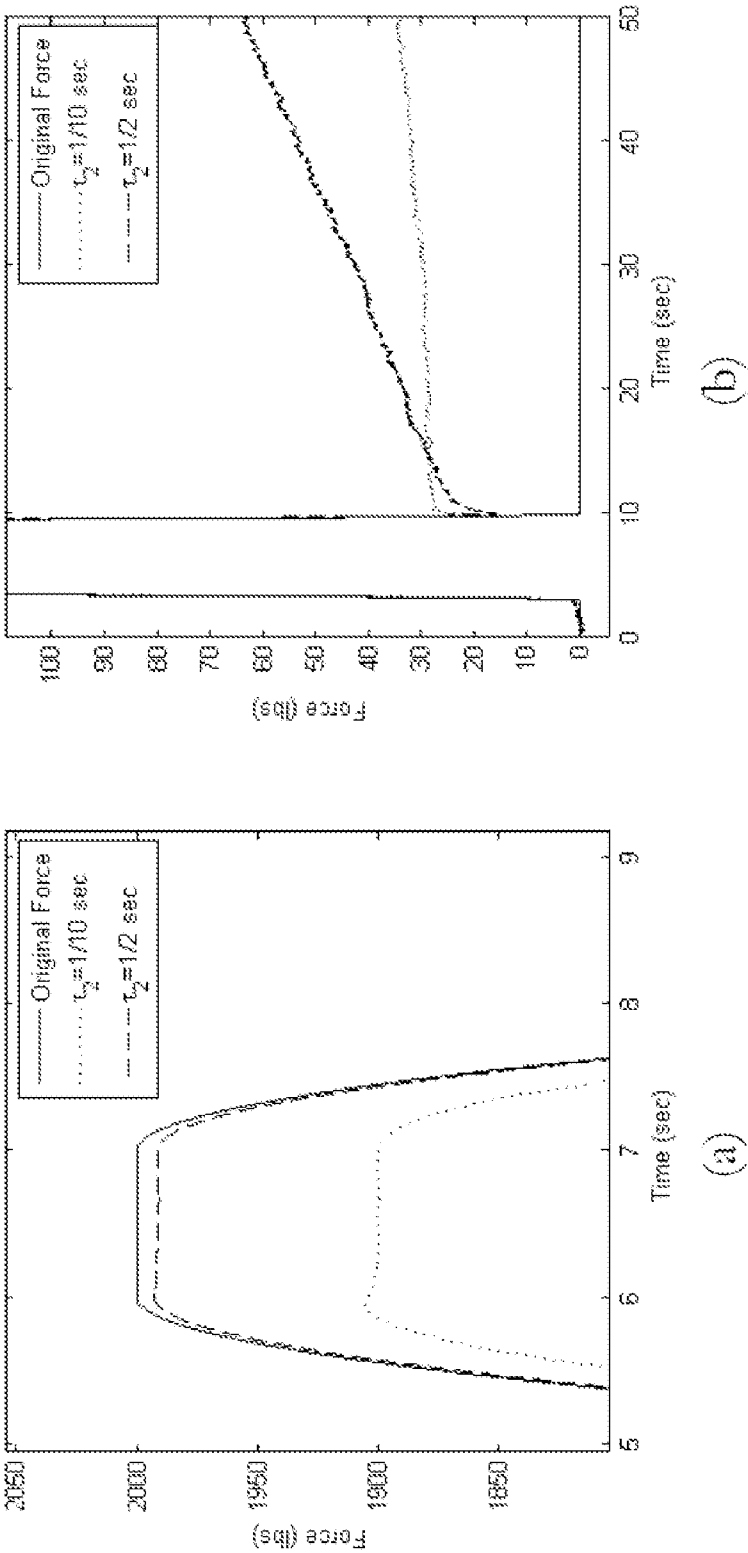 2050
2000
1950
1900
1850
Force (lbs)
5
6
7
8
9
Time (sec)
Original Force
τ2=1/10 sec
τ2=1/2 sec
(a)
100
90
80
70
60
50
40
30
20
10
0
Force (lbs)
0
10
20
30
40
50
Time (sec)
Original Force
τ2=1/10 sec
τ2=1/2 sec
(b)